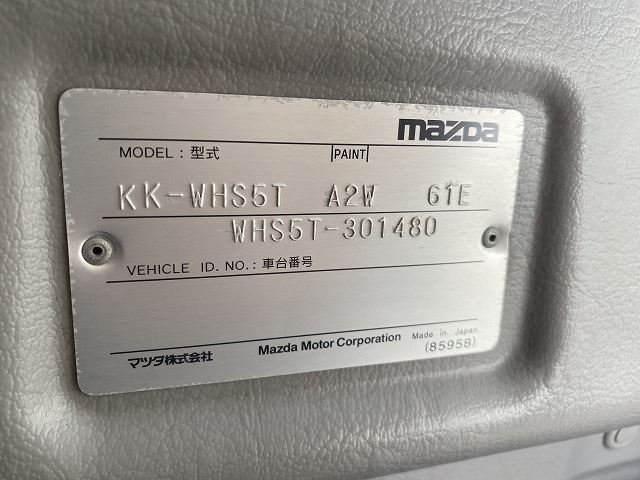 mazda
MODEL：型式 PAINT
KK-WHS5T A2W 61E
WHS5T-301480
VEHICLE ID. NO.：車台番号
マツダ株式会社 Mazda Motor Corporation Made in Japan
(8595B)